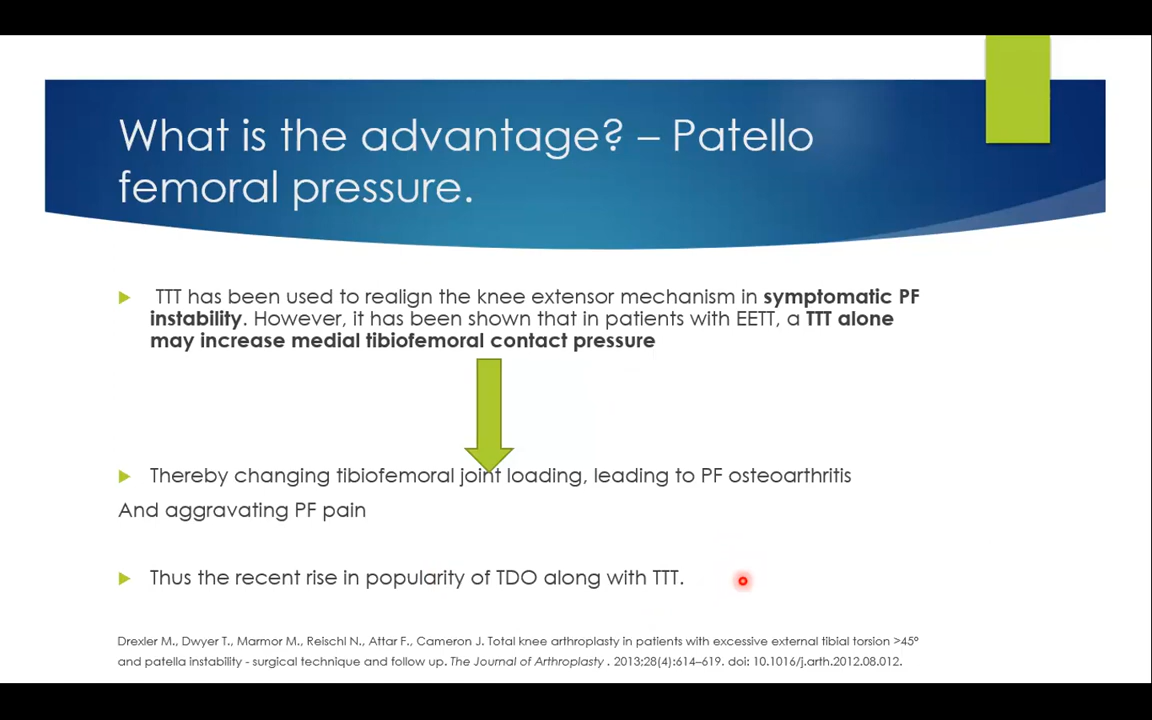 What is the advantage? – Patello
femoral pressure.
TTT has been used to realign the knee extensor mechanism in symptomatic PF
instability. However, it has been shown that in patients with EETT, a TTT alone
may increase medial tibiofemoral contact pressure
Thereby changing tibiofemoral joint loading, leading to PF osteoarthritis
And aggravating PF pain
Thus the recent rise in popularity of TDO along with TTT.
Drexler M., Dwyer T., Marmor M., Reischl N., Attar F., Cameron J. Total knee arthroplasty in patients with excessive external tibial torsion >45°
and patella instability - surgical technique and follow up. The Journal of Arthroplasty . 2013;28(4):614–619. doi: 10.1016/j.arth.2012.08.012.